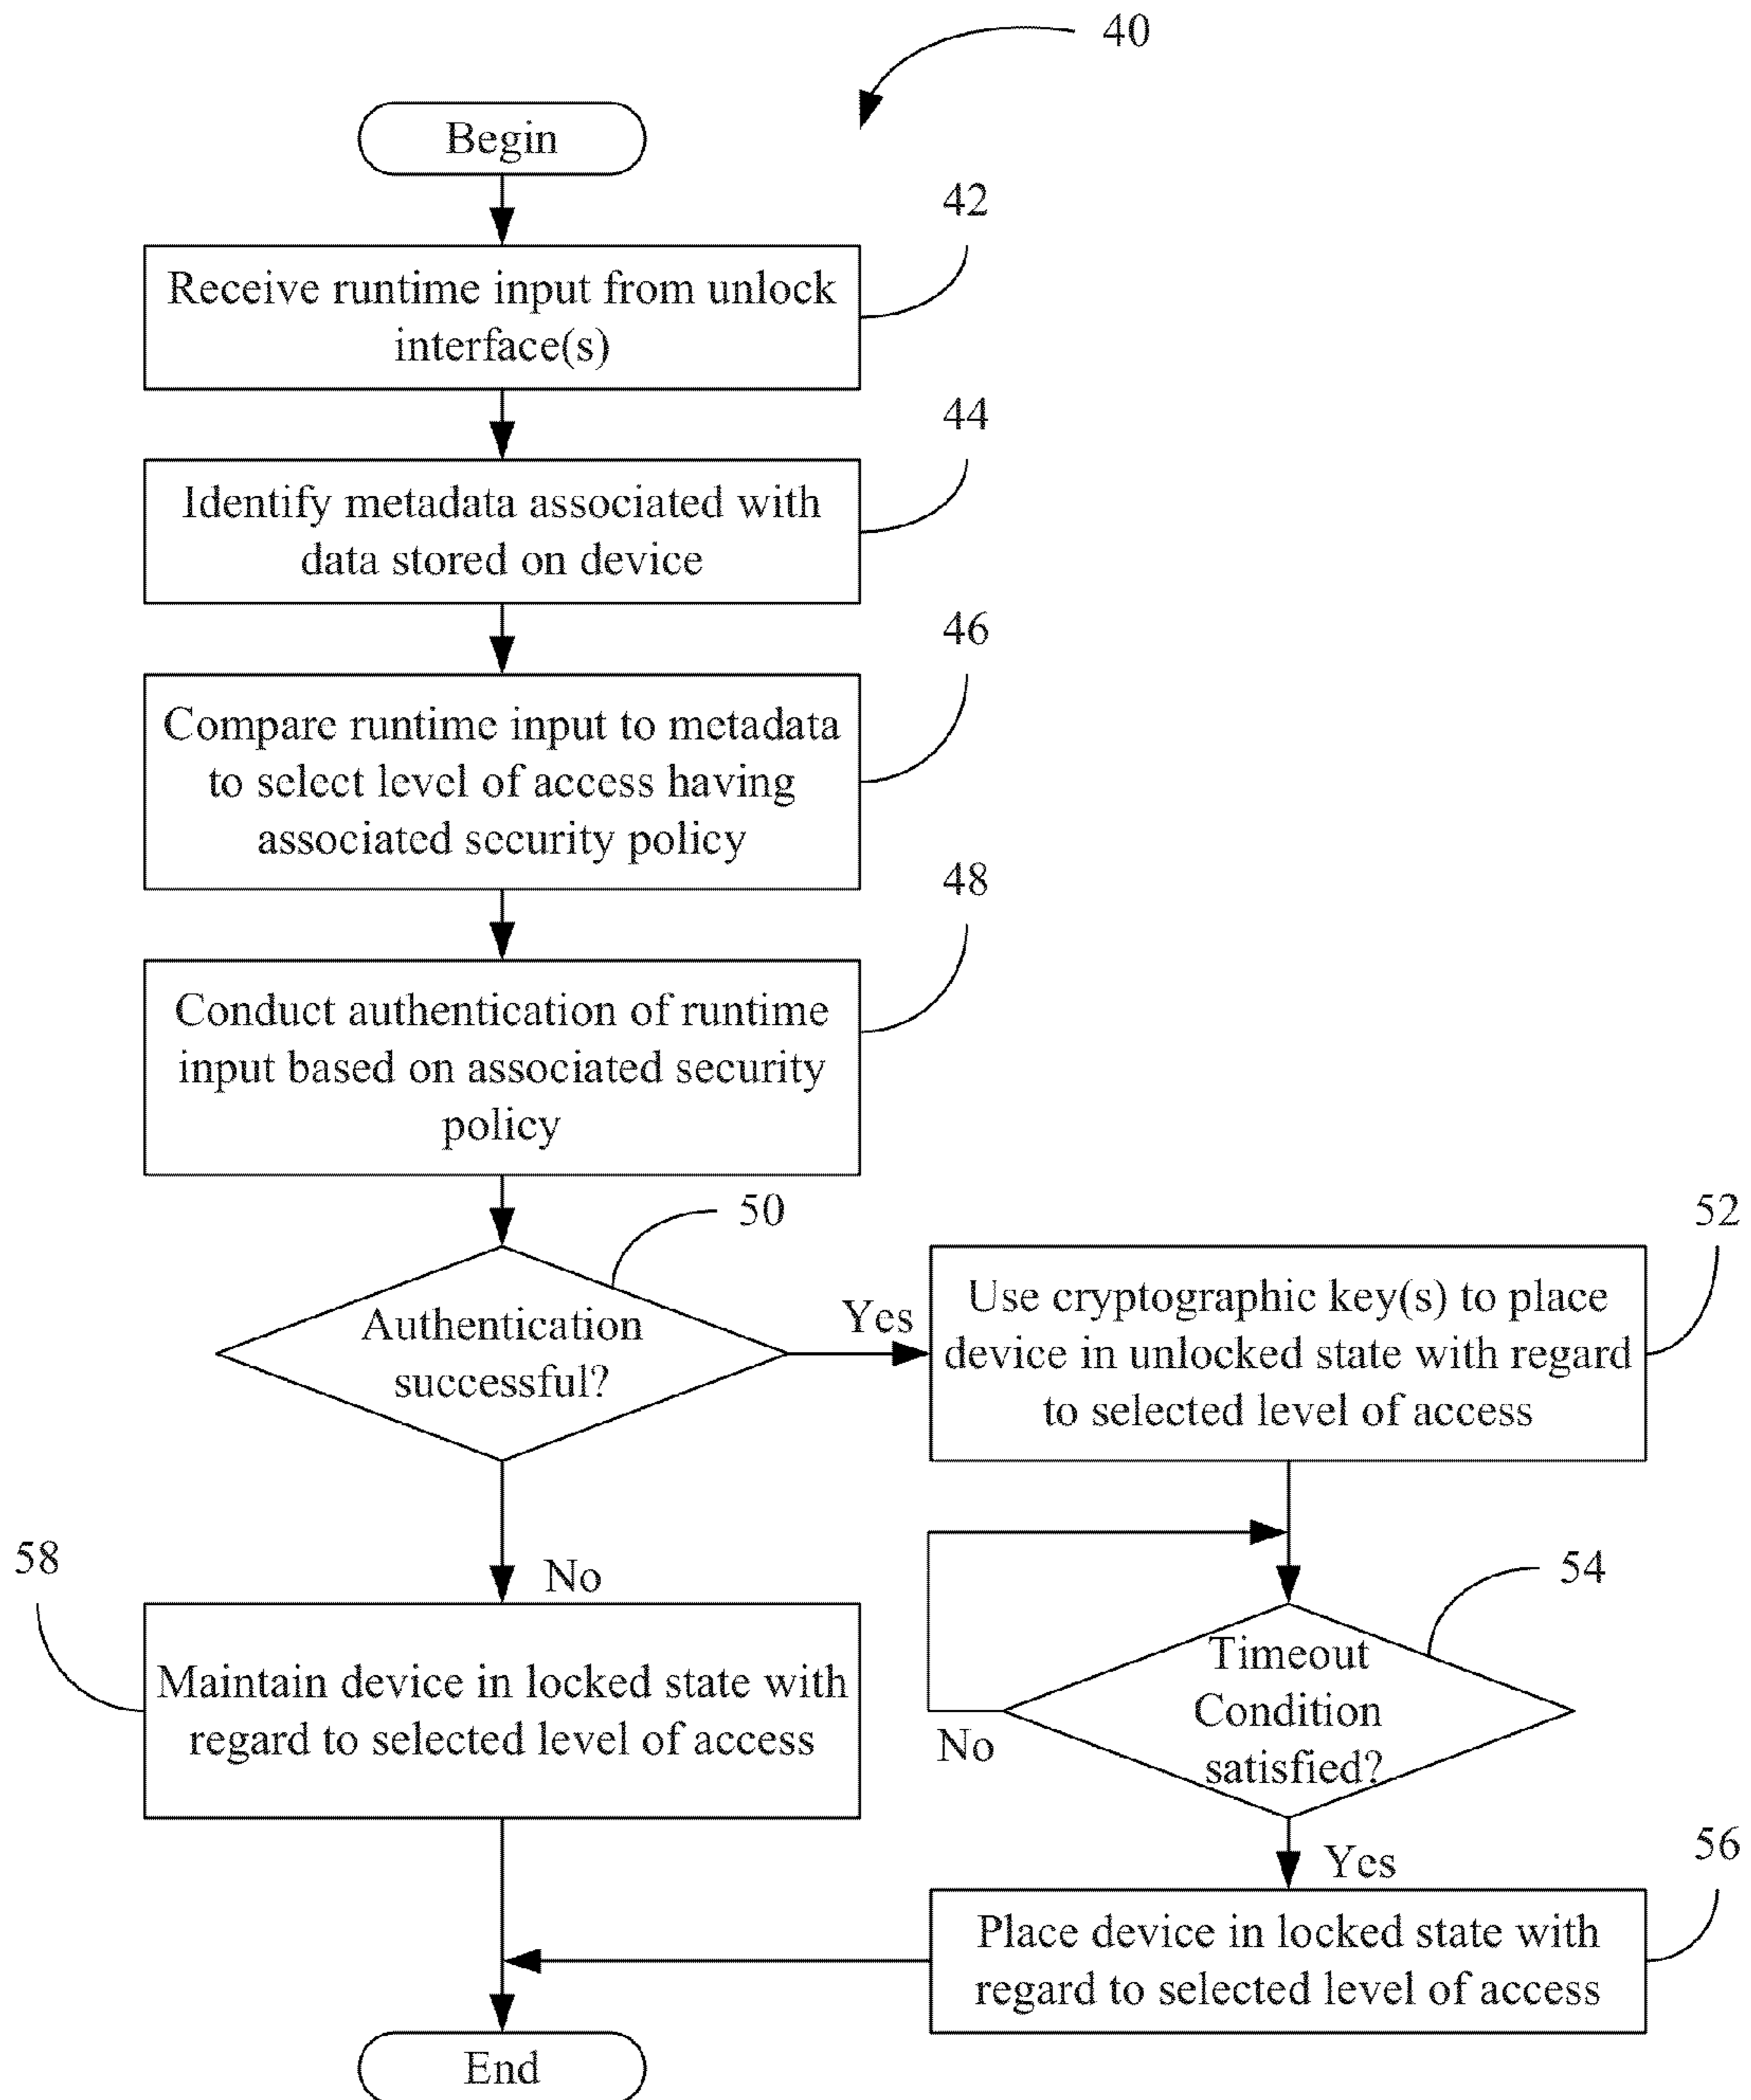 40
Begin
42
Receive runtime input from unlock
interface(s)
44
Identify metadata associated with
data stored on device
46
Compare runtime input to metadata
to select level of access having
associated security policy
48
Conduct authentication of runtime
input based on associated security
policy
50
Authentication
successful?
Yes
52
Use cryptographic key(s) to place
device in unlocked state with regard
to selected level of access
No
54
Timeout
Condition
satisfied?
No
58
Maintain device in locked state with
regard to selected level of access
Yes
56
Place device in locked state with
regard to selected level of access
End